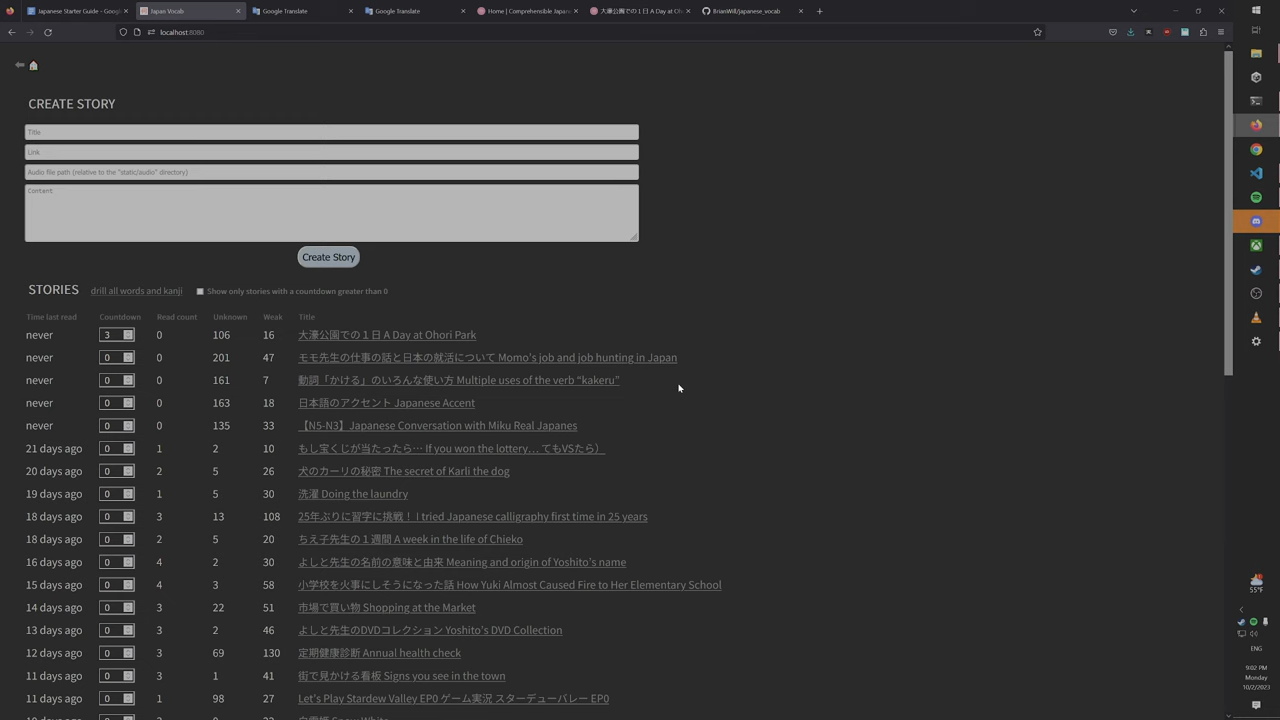 Japanese Starter Guide - Googl
Japan Vocab
Google Translate
Google Translate
Home | Comprehensible Japan
大濠公園での１日 A Day at Oh
BrianWill/japanese_vocab
localhost:8080
CREATE STORY
Title
Link
Audio file path (relative to the "static/audio" directory)
Content
Create Story
STORIES drill all words and kanji Show only stories with a countdown greater than 0
Time last read Countdown Read count Unknown Weak Title
never 3 0 106 16 大濠公園での１日 A Day at Ohori Park
never 0 0 201 47 モモ先生の仕事の話と日本の就活について Momo's job and job hunting in Japan
never 0 0 161 7 動詞「かける」のいろんな使い方 Multiple uses of the verb “kakeru”
never 0 0 163 18 日本語のアクセント Japanese Accent
never 0 0 135 33 【N5-N3】Japanese Conversation with Miku Real Japanes
21 days ago 0 1 2 10 もし宝くじが当たったら… If you won the lottery… てもVSたら）
20 days ago 0 2 5 26 犬のカーリの秘密 The secret of Karli the dog
19 days ago 0 1 5 30 洗濯 Doing the laundry
18 days ago 0 3 13 108 25年ぶりに習字に挑戦！ I tried Japanese calligraphy first time in 25 years
18 days ago 0 2 5 20 ちえ子先生の１週間 A week in the life of Chieko
16 days ago 0 4 2 30 よしと先生の名前の意味と由来 Meaning and origin of Yoshito’s name
15 days ago 0 4 3 58 小学校を火事にしそうになった話 How Yuki Almost Caused Fire to Her Elementary School
14 days ago 0 3 22 51 市場で買い物 Shopping at the Market
13 days ago 0 3 2 46 よしと先生のDVDコレクション Yoshito’s DVD Collection
12 days ago 0 3 69 130 定期健康診断 Annual health check
11 days ago 0 3 1 41 街で見かける看板 Signs you see in the town
11 days ago 0 1 98 27 Let's Play Stardew Valley EP0 ゲーム実況 スターデューバレー EP0
55°F
ENG
9:02 PM
Monday
10/2/2023